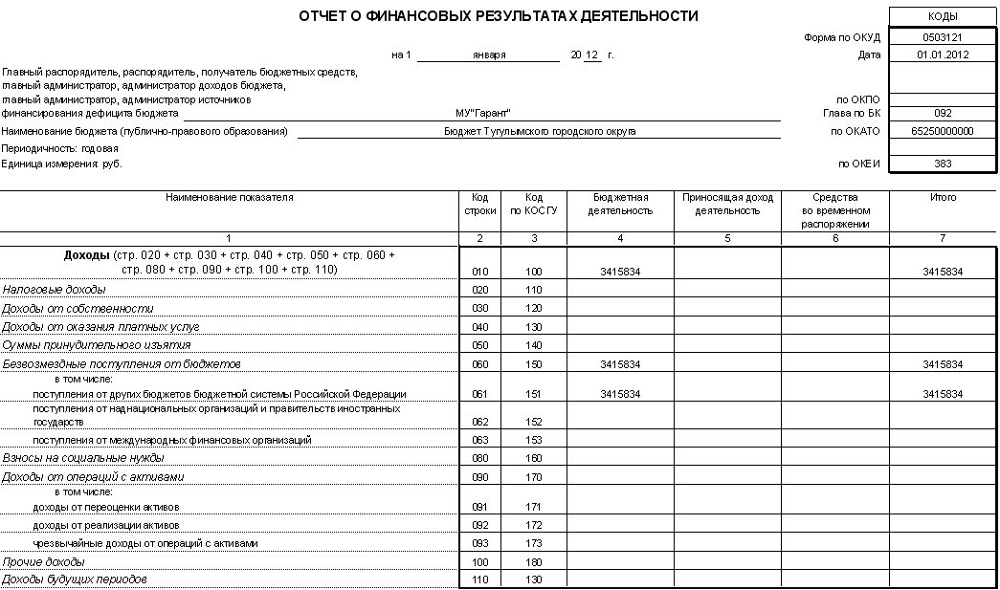 ОТЧЕТ О ФИНАНСОВЫХ РЕЗУЛЬТАТАХ ДЕЯТЕЛЬНОСТИ
КОДЫ
Форма по ОКУД 0503121
на 1 января 20 12 г. Дата 01.01.2012
Главный распорядитель, распорядитель, получатель бюджетных средств,
главный администратор, администратор доходов бюджета,
главный администратор, администратор источников по ОКПО
финансирования дефицита бюджета МУ"Гарант" Глава по БК 092
Наименование бюджета (публично-правового образования) Бюджет Тугулымского городского округа по ОКАТО 65250000000
Периодичность: годовая
Единица измерения: руб. по ОКЕИ 383
Наименование показателя Код строки Код по КОСГУ Бюджетная деятельность Приносящая доход деятельность Средства во временном распоряжении Итого
1 2 3 4 5 6 7
Доходы (стр. 020 + стр. 030 + стр. 040 + стр. 050 + стр. 060 +
стр. 080 + стр. 090 + стр. 100 + стр. 110) 010 100 3415834 3415834
Налоговые доходы 020 110
Доходы от собственности 030 120
Доходы от оказания платных услуг 040 130
Суммы принудительного изъятия 050 140
Безвозмездные поступления от бюджетов 060 150 3415834 3415834
в том числе:
поступления от других бюджетов бюджетной системы Российской Федерации 061 151 3415834 3415834
поступления от наднациональных организаций и правительств иностранных
государств 062 152
поступления от международных финансовых организаций 063 153
Взносы на социальные нужды 080 160
Доходы от операций с активами 090 170
в том числе:
доходы от переоценки активов 091 171
доходы от реализации активов 092 172
чрезвычайные доходы от операций с активами 093 173
Прочие доходы 100 180
Доходы будущих периодов 110 130